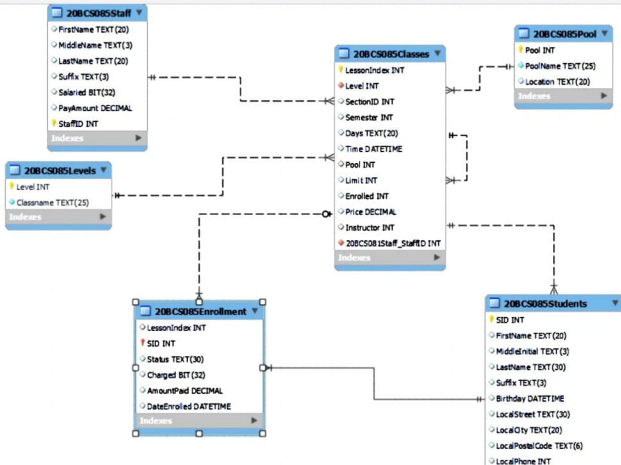 20BCS085Staff
FirstName TEXT(20)
MiddleName TEXT(3)
LastName TEXT(20)
Suffix TEXT(3)
Salaried BIT(32)
PayAmount DECIMAL
StaffID INT
Indexes
20BCS085Levels
Level INT
Classname TEXT(25)
Indexes
20BCS085Classes
LessonIndex INT
Level INT
SectionID INT
Semester INT
Days TEXT(20)
Time DATETIME
Pool INT
Limit INT
Enrolled INT
Price DECIMAL
Instructor INT
20BCS081Staff_StaffID INT
Indexes
20BCS085Pool
Pool INT
PoolName TEXT(25)
Location TEXT(20)
Indexes
20BCS085Enrollment
LessonIndex INT
SID INT
Status TEXT(30)
Charged BIT(32)
AmountPaid DECIMAL
DateEnrolled DATETIME
Indexes
20BCS085Students
SID INT
FirstName TEXT(20)
MiddleInitial TEXT(3)
LastName TEXT(30)
Suffix TEXT(3)
Birthday DATETIME
LocalStreet TEXT(30)
LocalCity TEXT(20)
LocalPostalCode TEXT(6)
LocalPhone INT